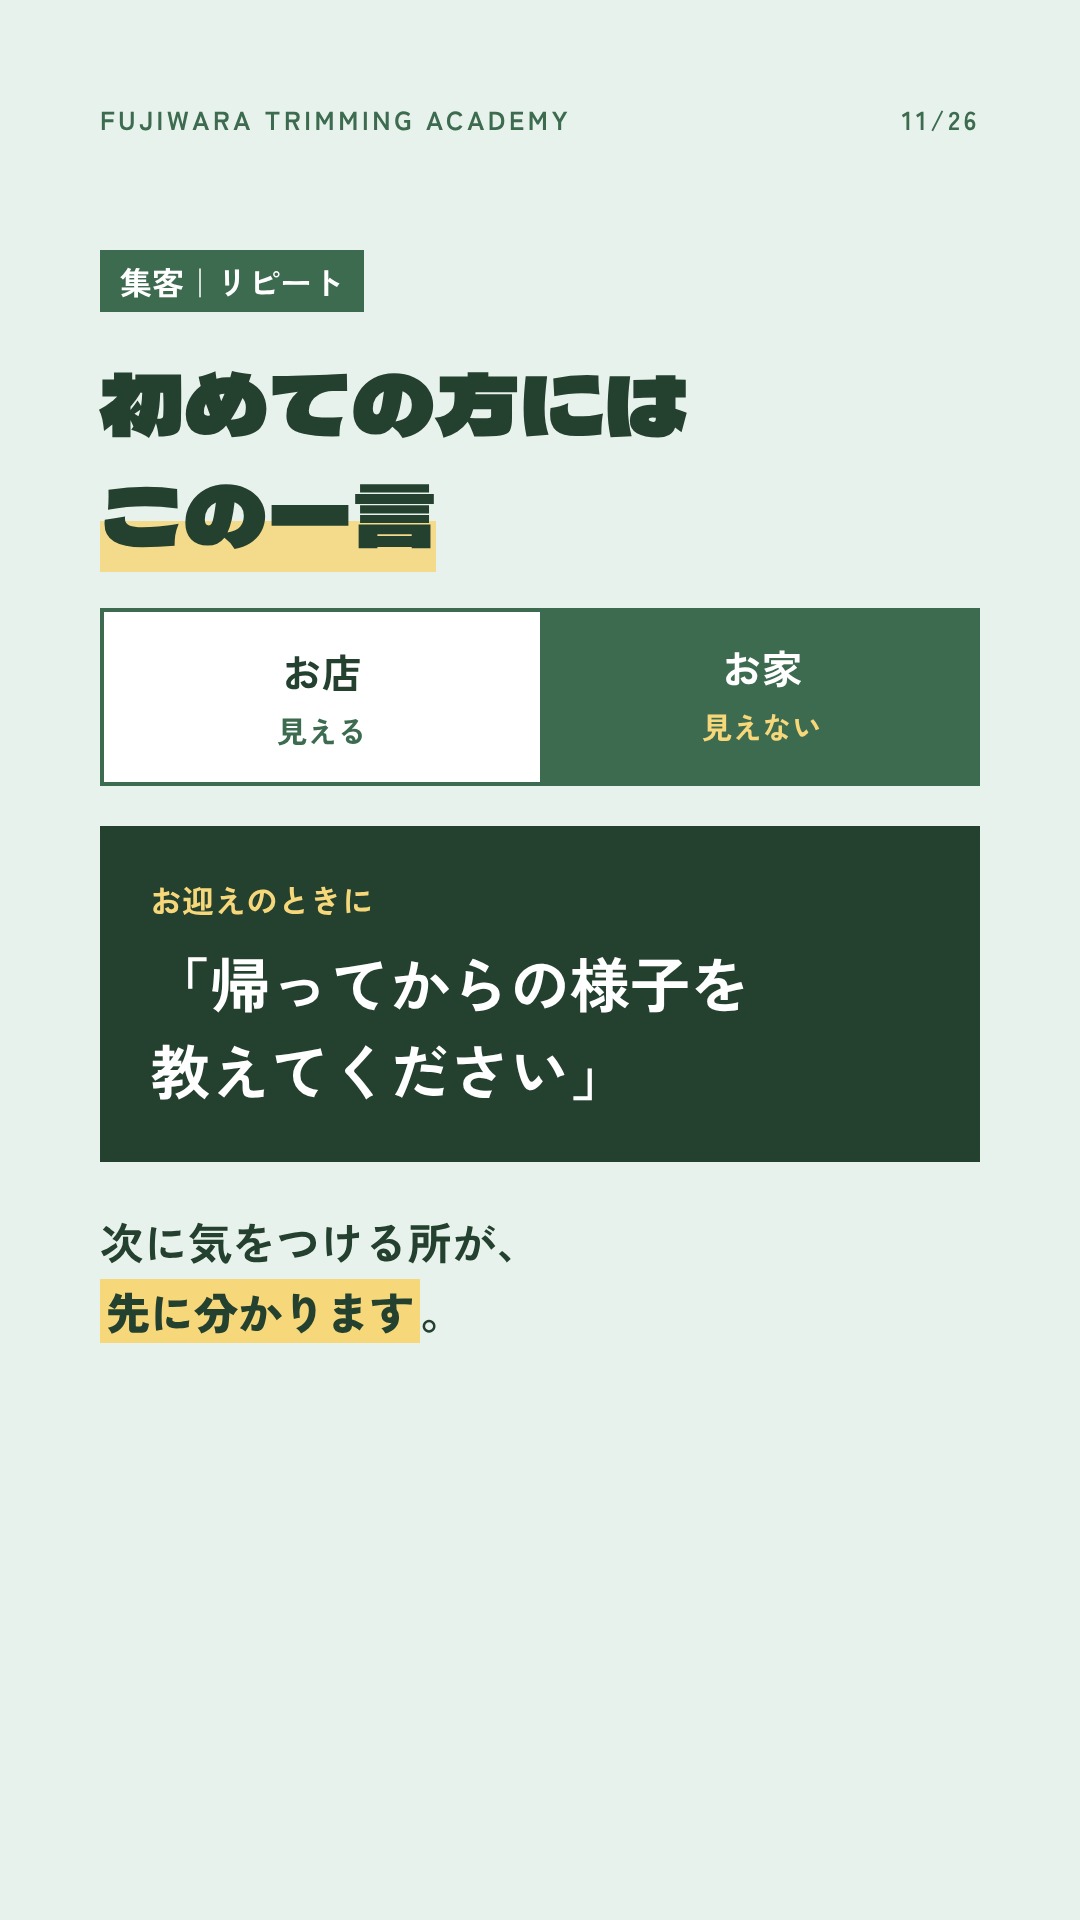 FUJIWARA TRIMMING ACADEMY
11/26
集客｜リピート
初めての方には
この一言
お店
見える
お家
見えない
お迎えのときに
「帰ってからの様子を
教えてください」
次に気をつける所が、
先に分かります。